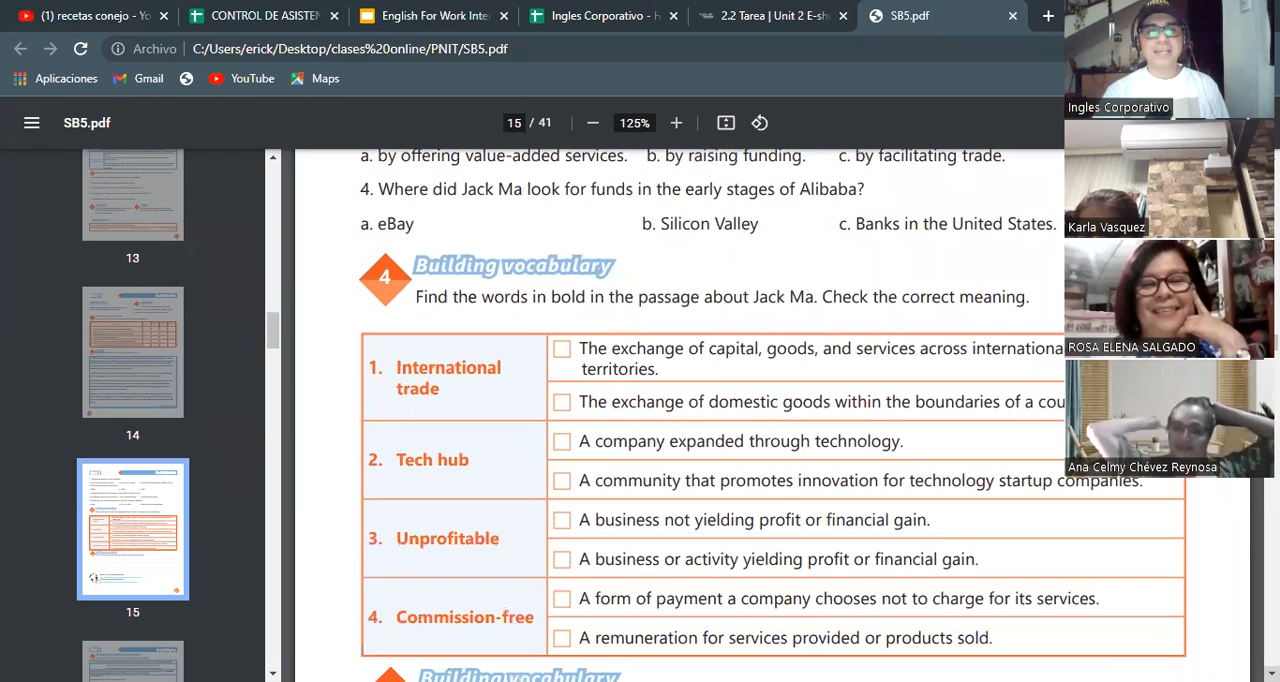 (1) recetas conejo - Yo
CONTROL DE ASISTEN
English For Work Inte
Ingles Corporativo - H
2.2 Tarea | Unit 2 E-sh
SB5.pdf
Archivo
C:/Users/erick/Desktop/clases%20online/PNIT/SB5.pdf
Aplicaciones
Gmail
YouTube
Maps
SB5.pdf
15 / 41
125%
13
14
15
a. by offering value-added services. b. by raising funding. c. by facilitating trade.
4. Where did Jack Ma look for funds in the early stages of Alibaba?
a. eBay b. Silicon Valley c. Banks in the United States.
4 Building vocabulary
Find the words in bold in the passage about Jack Ma. Check the correct meaning.
1. International trade
The exchange of capital, goods, and services across internationa
territories.
The exchange of domestic goods within the boundaries of a cou
2. Tech hub
A company expanded through technology.
A community that promotes innovation for technology startup companies.
3. Unprofitable
A business not yielding profit or financial gain.
A business or activity yielding profit or financial gain.
4. Commission-free
A form of payment a company chooses not to charge for its services.
A remuneration for services provided or products sold.
Building vocabulary
Ingles Corporativo
Karla Vasquez
ROSA ELENA SALGADO
Ana Celmy Chévez Reynosa